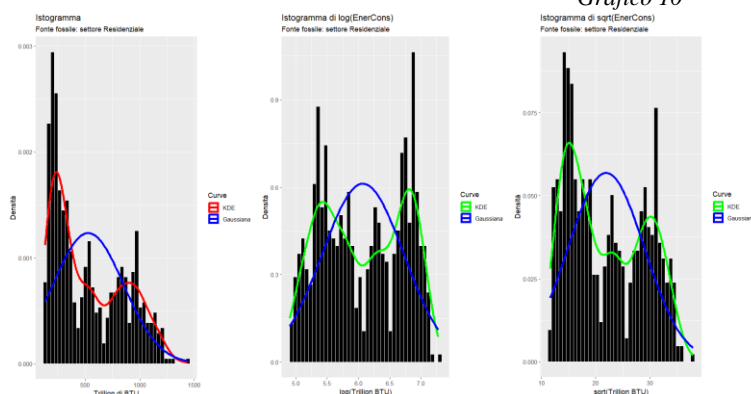 Grafico 10
Istogramma
Fonte fossile: settore Residenziale
0.003
0.002
0.001
0.000
Densità
500
1000
1500
Trillion di BTU
Curve
KDE
Gaussiana
Istogramma di log(EnerCons)
Fonte fossile: settore Residenziale
0.9
0.6
0.3
0.0
Densità
5.0
5.5
6.0
6.5
7.0
log(Trillion BTU)
Curve
KDE
Gaussiana
Istogramma di sqrt(EnerCons)
Fonte fossile: settore Residenziale
0.075
0.050
0.025
0.000
Densità
10
20
30
sqrt(Trillion BTU)
Curve
KDE
Gaussiana